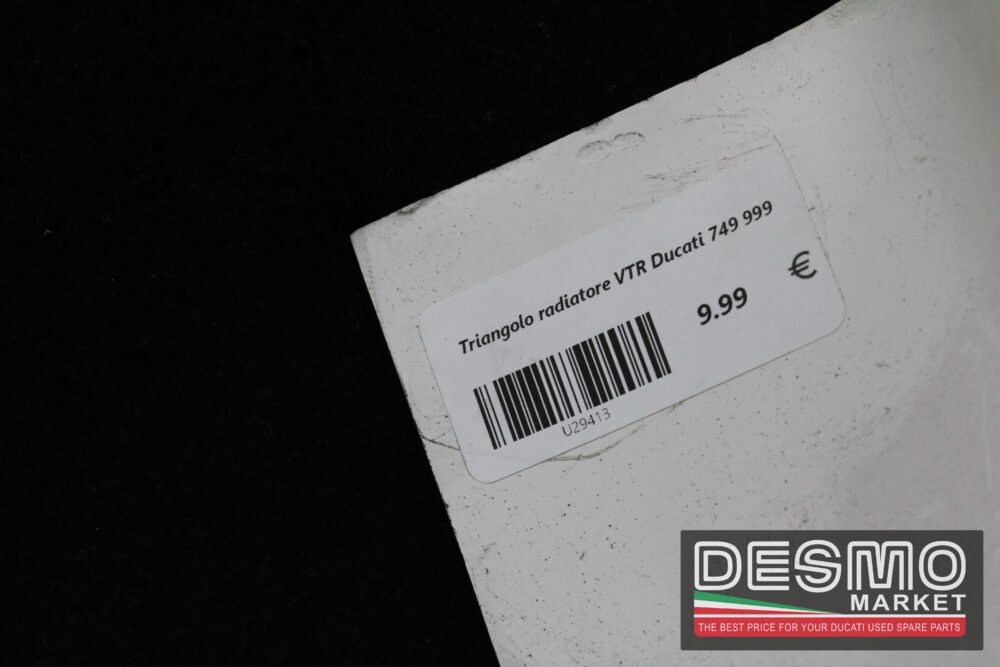 Triangolo radiatore VTR Ducati 749 999
9.99 €
U29413
DESMO
MARKET
THE BEST PRICE FOR YOUR DUCATI USED SPARE PARTS